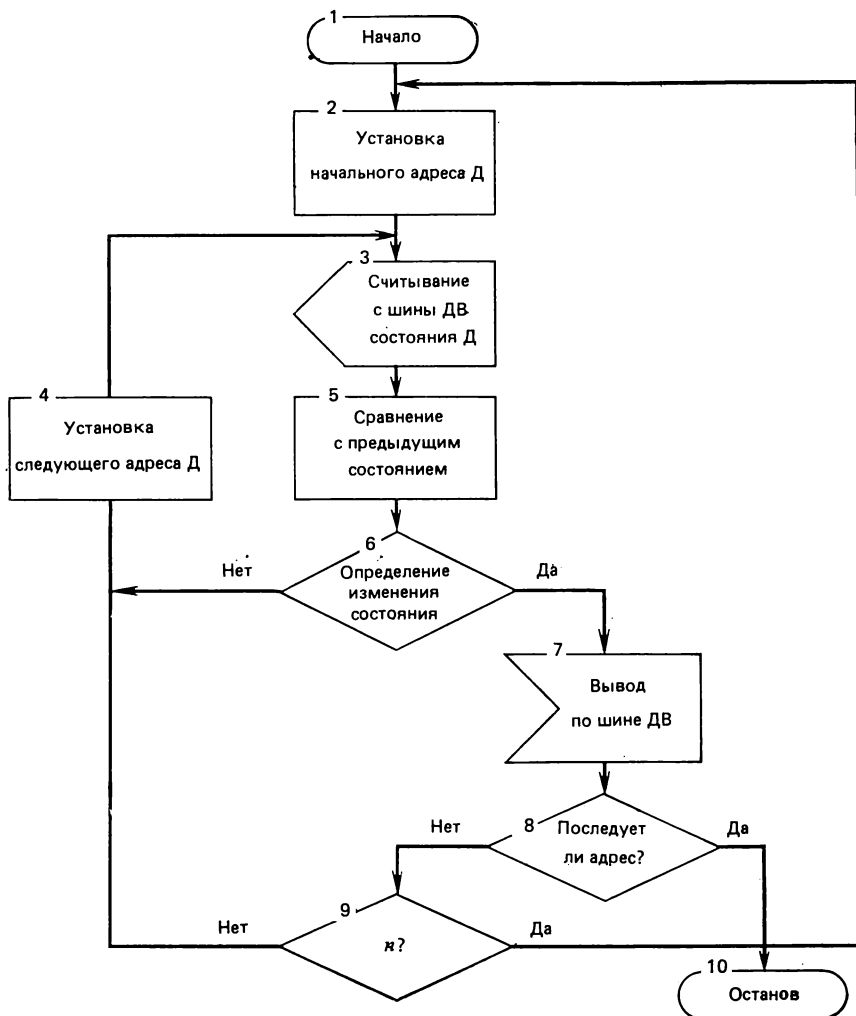 1
Начало
2
Установка
начального адреса Д
3
Считывание
с шины ДВ
состояния Д
4
Установка
следующего адреса Д
5
Сравнение
с предыдущим
состоянием
6
Нет
Да
Определение
изменения
состояния
7
Вывод
по шине ДВ
8
Нет
Да
Последует
ли адрес?
9
Нет
Да
н?
10
Останов